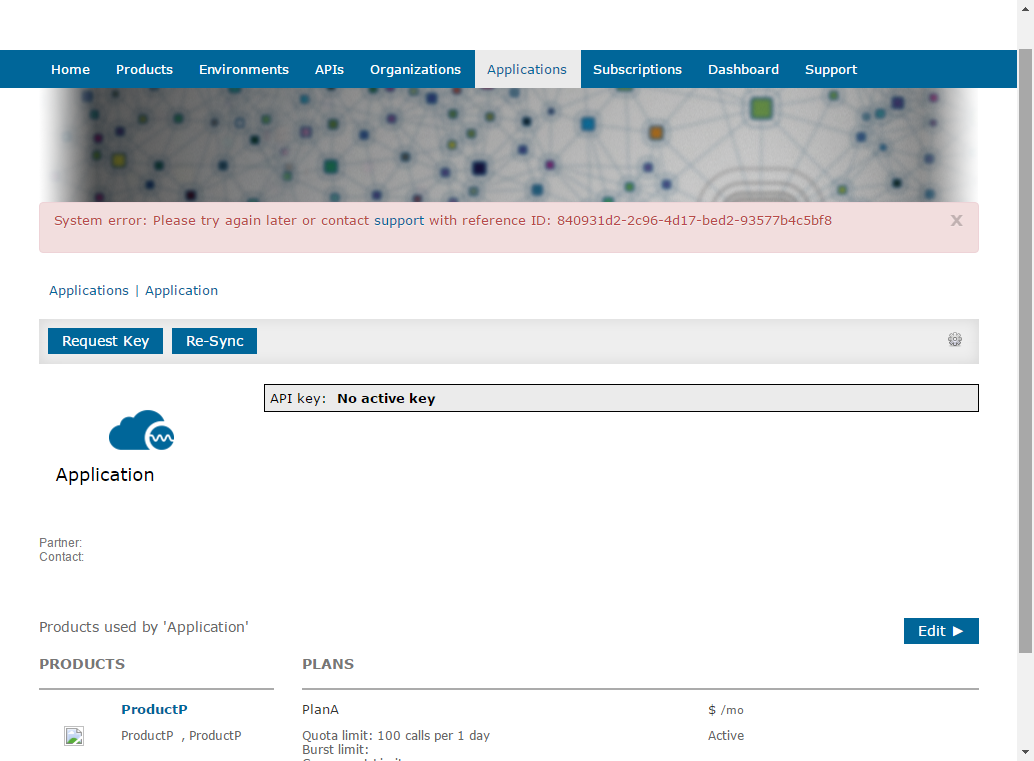 Home Products Environments APIs Organizations Applications Subscriptions Dashboard Support
System error: Please try again later or contact support with reference ID: 840931d2-2c96-4d17-bed2-93577b4c5bf8 X
Applications | Application
Request Key Re-Sync
API key: No active key
Application
Partner:
Contact:
Products used by 'Application' Edit ►
PRODUCTS PLANS
ProductP PlanA $ /mo
ProductP , ProductP Quota limit: 100 calls per 1 day Active
Burst limit: